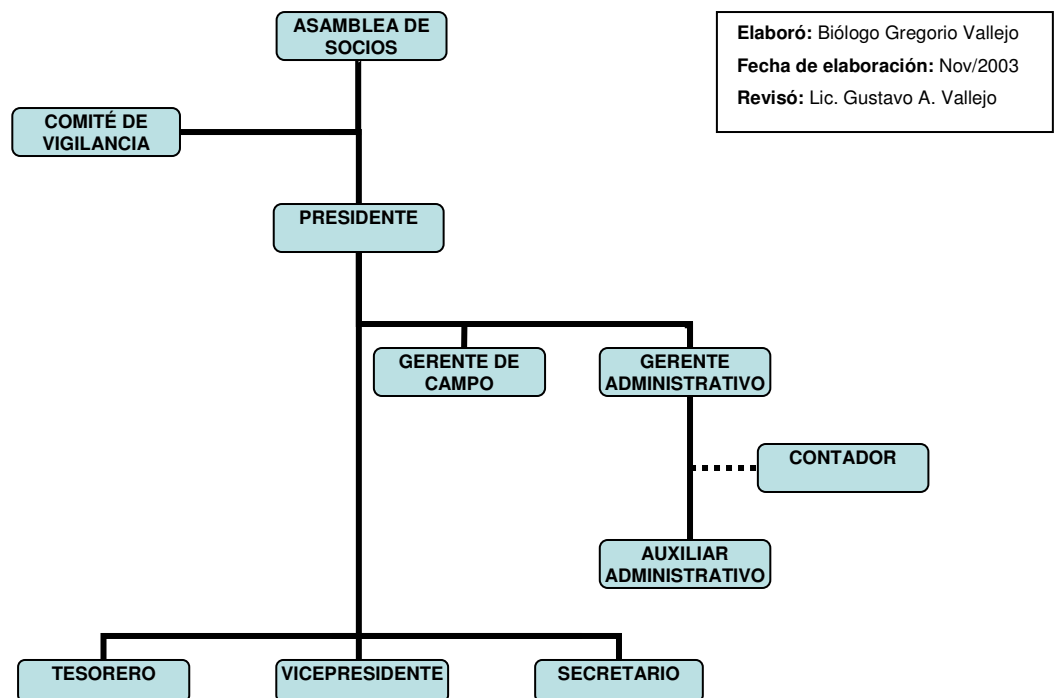 ASAMBLEA DE
SOCIOS
Elaboró: Biólogo Gregorio Vallejo
Fecha de elaboración: Nov/2003
Revisó: Lic. Gustavo A. Vallejo
COMITÉ DE
VIGILANCIA
PRESIDENTE
GERENTE DE
CAMPO
GERENTE
ADMINISTRATIVO
CONTADOR
AUXILIAR
ADMINISTRATIVO
TESORERO
VICEPRESIDENTE
SECRETARIO